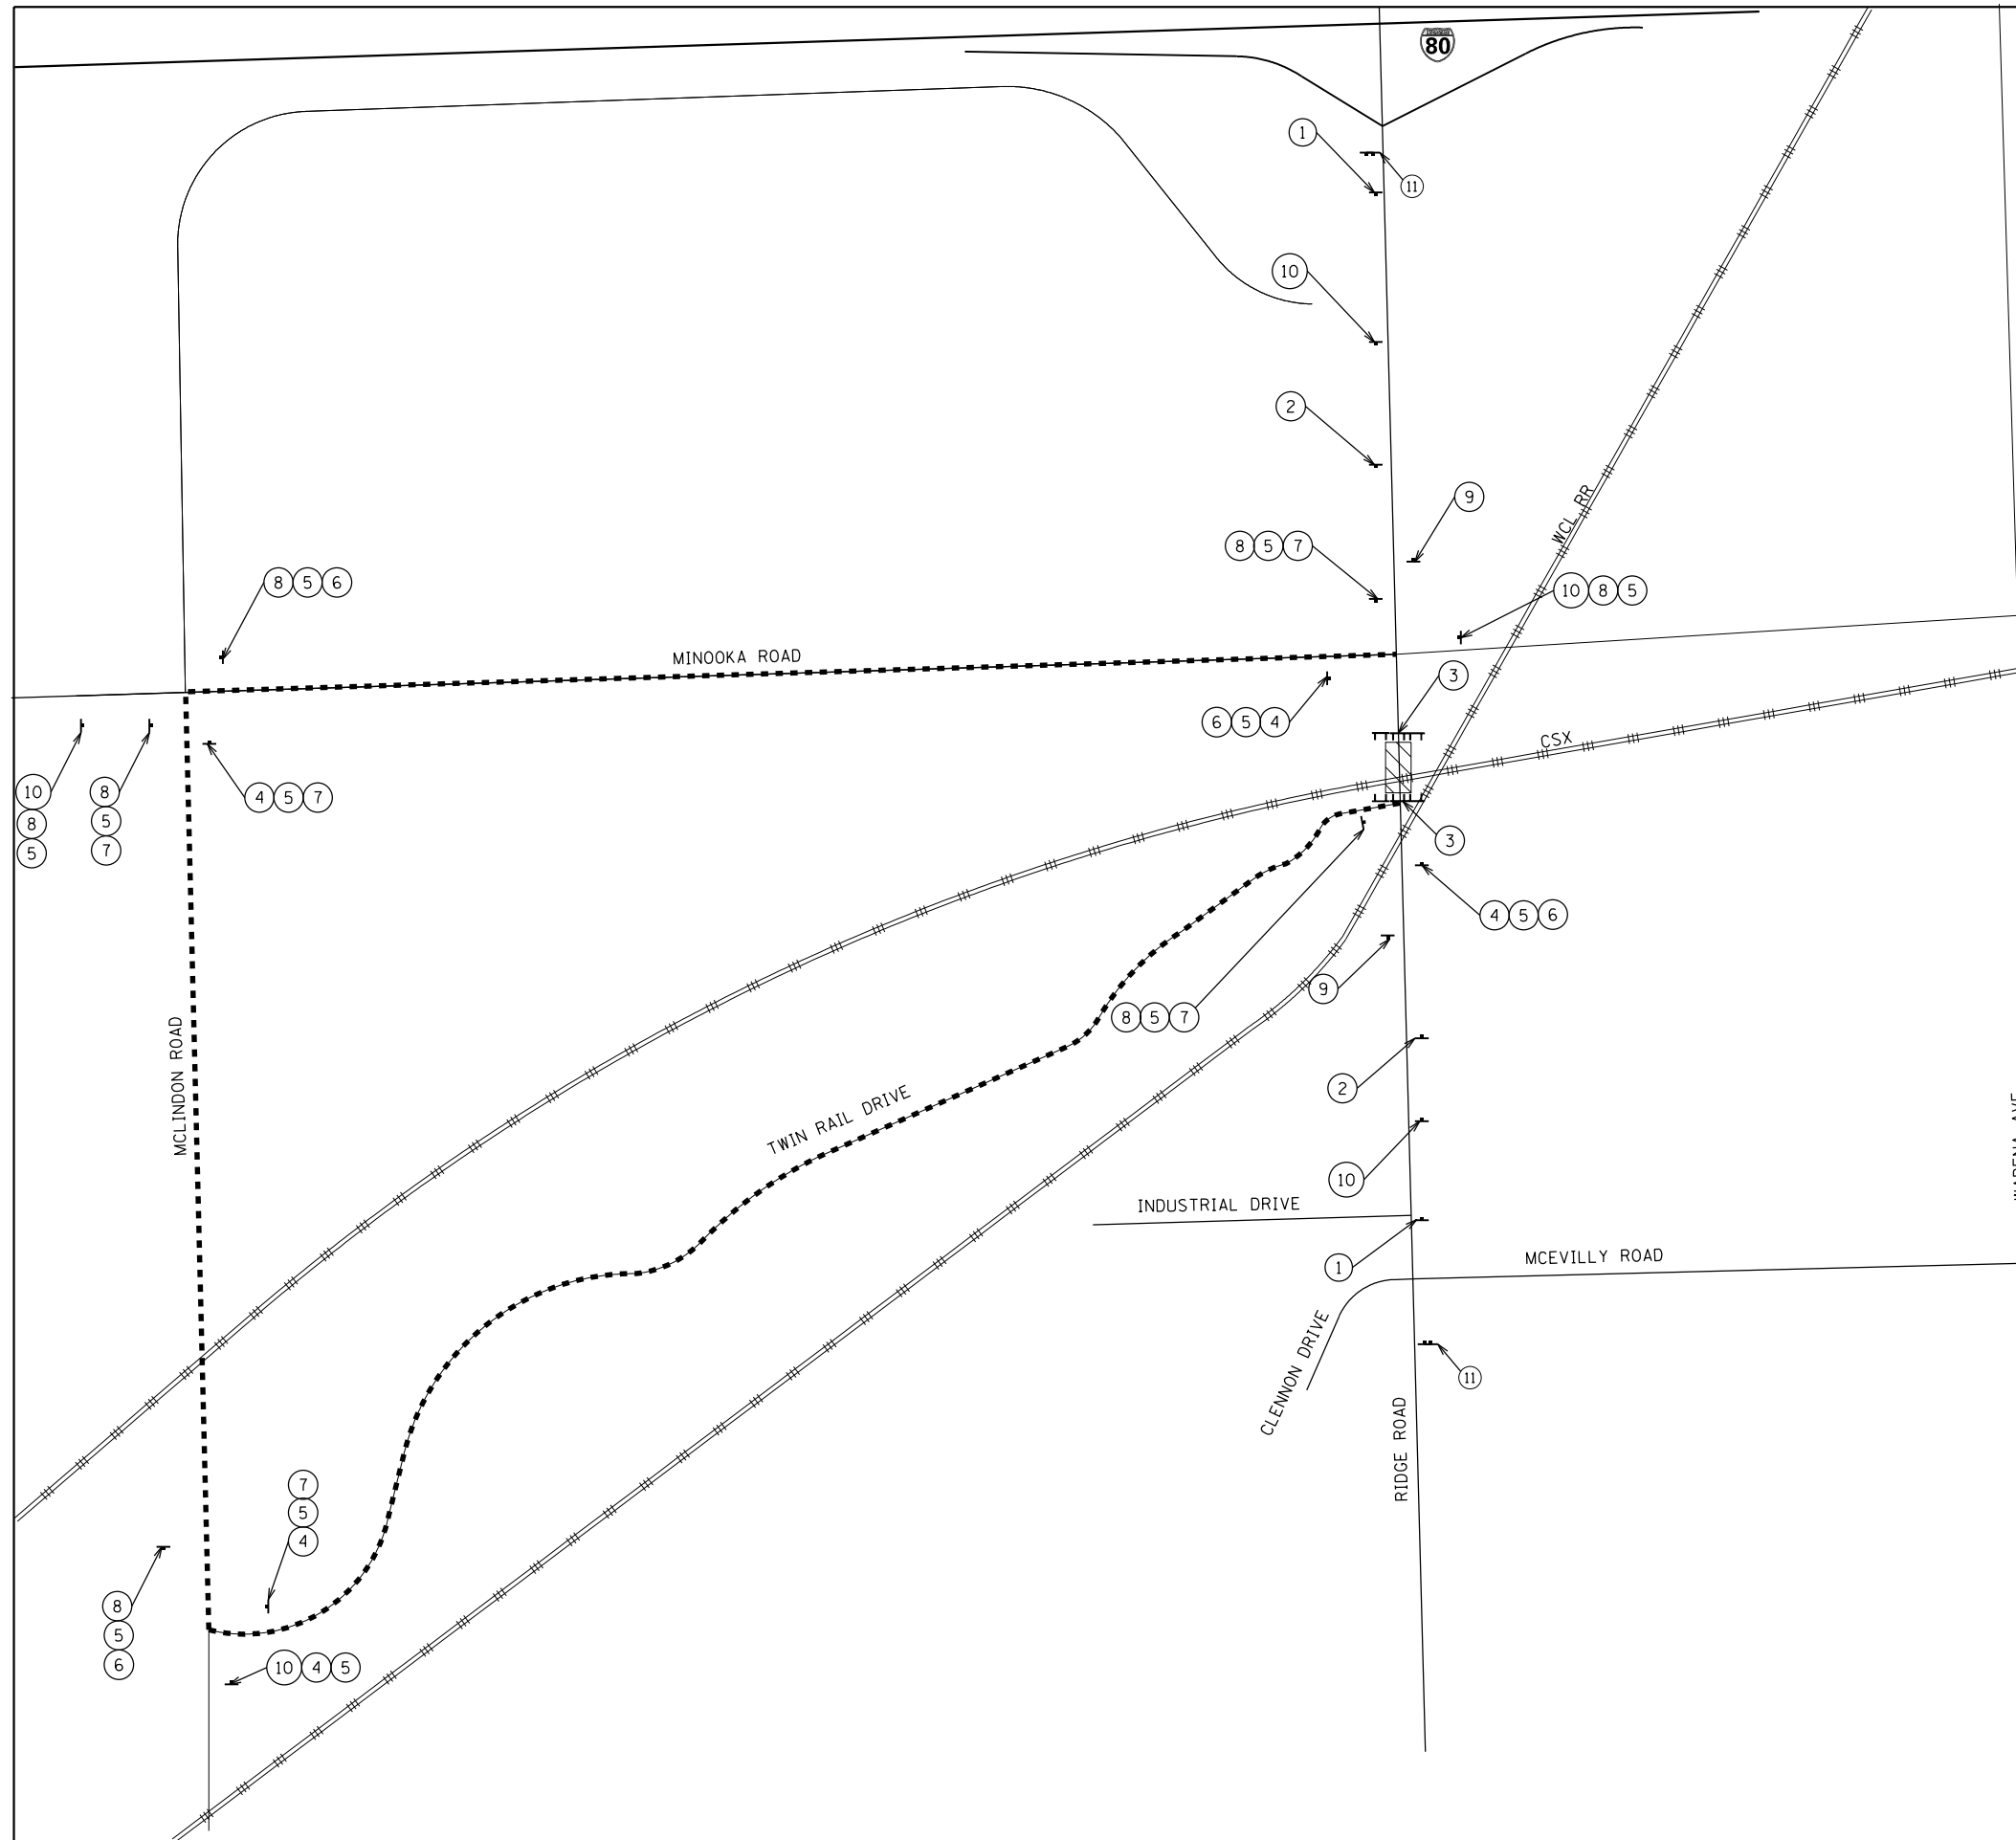 80
1
11
10
2
9
8 5 7
8 5 6
10 8 5
MINOOKA ROAD
WCL RR
3
6 5 4
CSX
10
8
5
8
5
7
4 5 7
3
4 5 6
9
8 5 7
MCLINDON ROAD
TWIN RAIL DRIVE
2
10
INDUSTRIAL DRIVE
1
MCEVILLY ROAD
CLENNON DRIVE
11
RIDGE ROAD
7
5
4
8
5
6
10 4 5